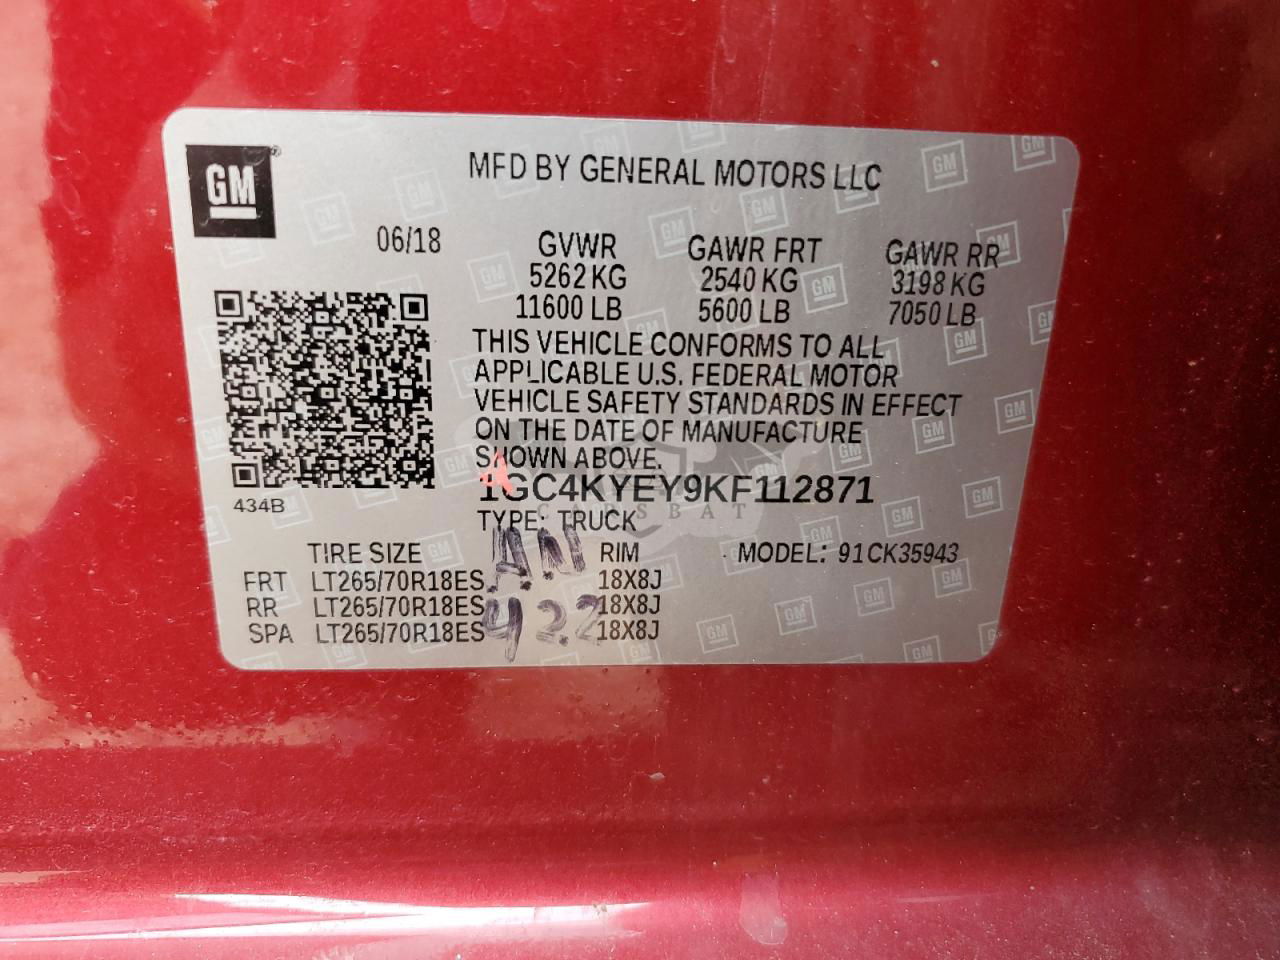 GM
MFD BY GENERAL MOTORS LLC
06/18
GVWR GAWR FRT GAWR RR
5262 KG 2540 KG 3198 KG
11600 LB 5600 LB 7050 LB
THIS VEHICLE CONFORMS TO ALL
APPLICABLE U.S. FEDERAL MOTOR
VEHICLE SAFETY STANDARDS IN EFFECT
ON THE DATE OF MANUFACTURE
SHOWN ABOVE.
434B
1GC4KYEY9KF112871
CARSBAT
TYPE: TRUCK
TIRE SIZE RIM MODEL: 91CK35943
FRT LT265/70R18ES 18X8J
RR LT265/70R18ES 18X8J
SPA LT265/70R18ES 18X8J
A.N